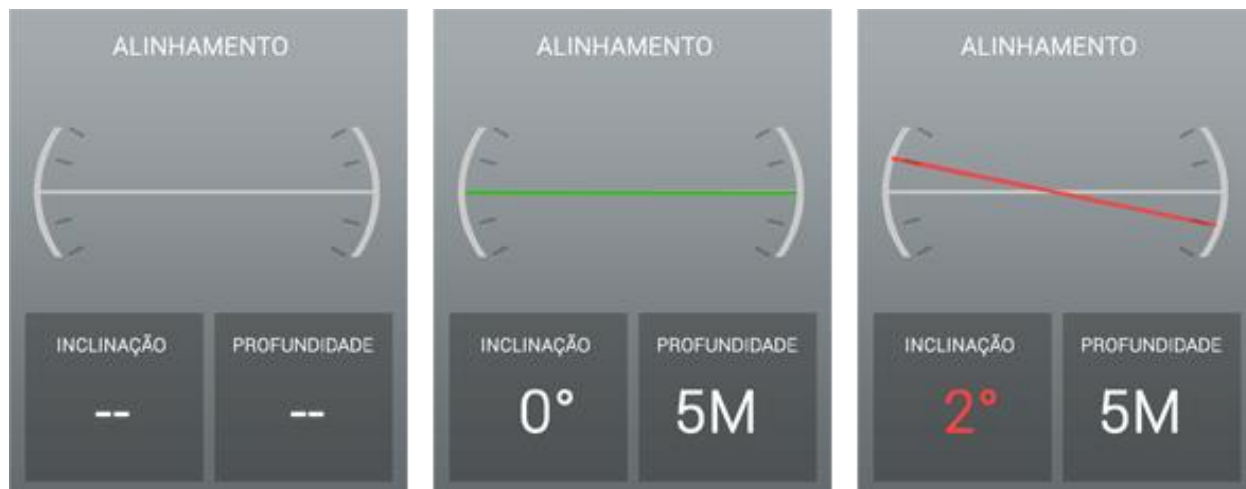 ALINHAMENTO
INCLINAÇÃO
--
PROFUNDIDADE
--
ALINHAMENTO
INCLINAÇÃO
0°
PROFUNDIDADE
5M
ALINHAMENTO
INCLINAÇÃO
2°
PROFUNDIDADE
5M